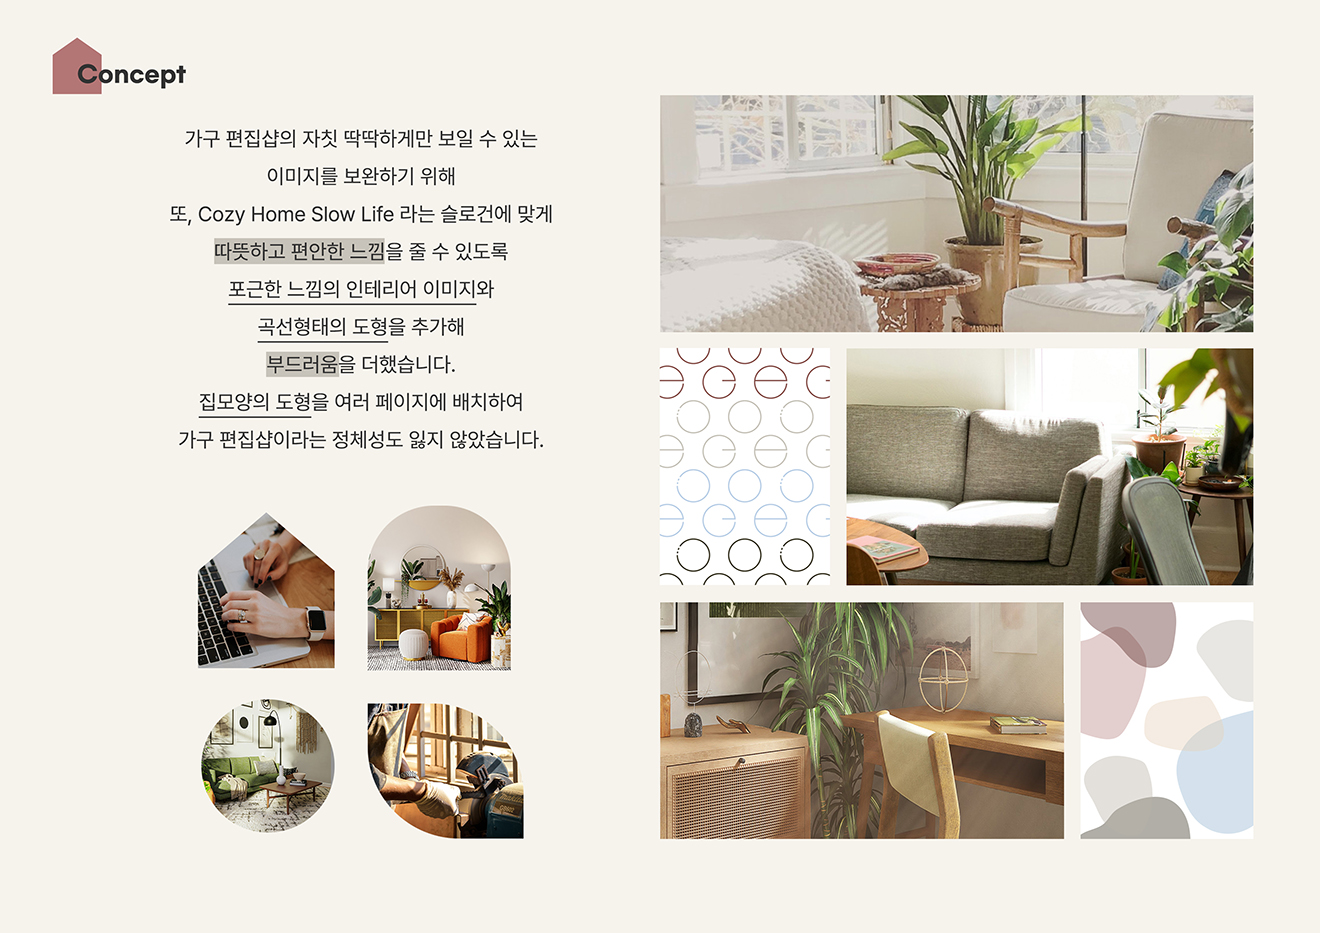 Concept
가구 편집샵의 자칫 딱딱하게만 보일 수 있는
이미지를 보완하기 위해
또, Cozy Home Slow Life 라는 슬로건에 맞게
따뜻하고 편안한 느낌을 줄 수 있도록
포근한 느낌의 인테리어 이미지와
곡선형태의 도형을 추가해
부드러움을 더했습니다.
집모양의 도형을 여러 페이지에 배치하여
가구 편집샵이라는 정체성도 잃지 않았습니다.